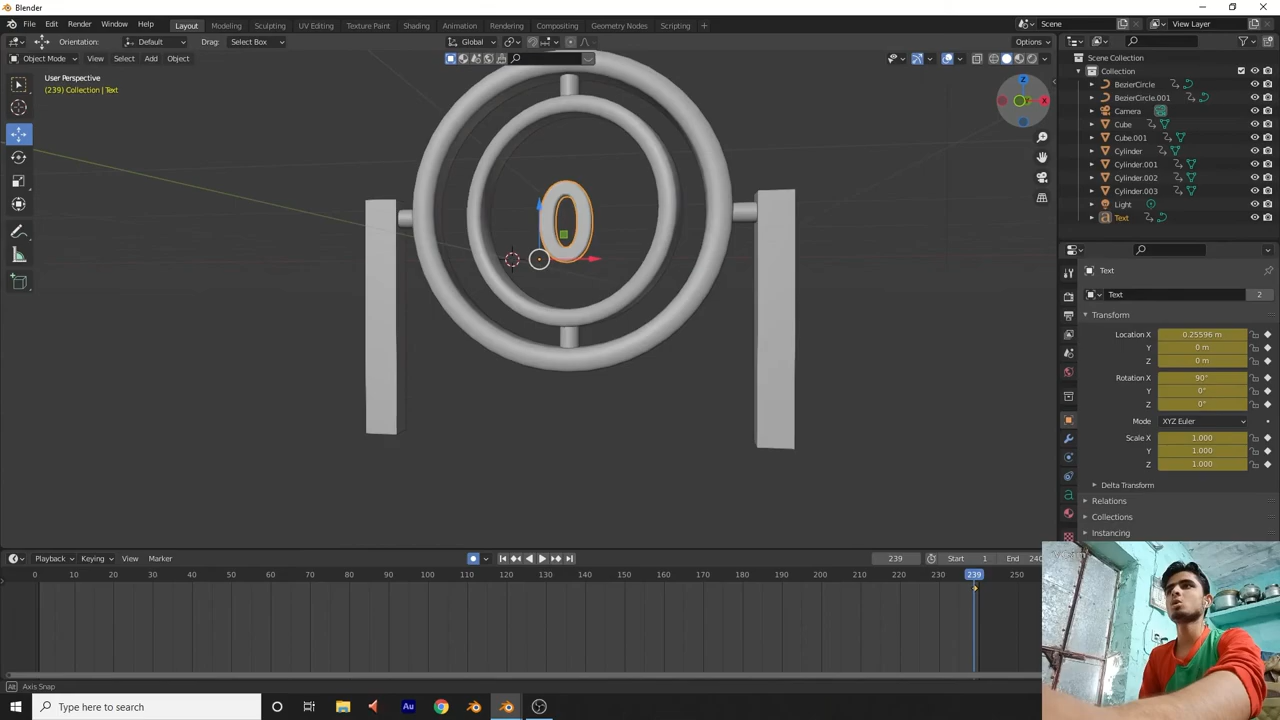 Blender
File Edit Render Window Help Layout Modeling Sculpting UV Editing Texture Paint Shading Animation Rendering Compositing Geometry Nodes Scripting + Scene View Layer
Orientation: Default Drag: Select Box Global Options
Object Mode View Select Add Object
User Perspective
(239) Collection | Text
Z
X
0
Scene Collection
Collection
BezierCircle
BezierCircle.001
Camera
Cube
Cube.001
Cylinder
Cylinder.001
Cylinder.002
Cylinder.003
Light
Text
Text
Text 2
Transform
Location X 0.25596 m
Y 0 m
Z 0 m
Rotation X 90°
Y 0°
Z 0°
Mode XYZ Euler
Scale X 1.000
Y 1.000
Z 1.000
Delta Transform
Relations
Collections
Instancing
Playback Keying View Marker 239 Start 1 End 240
0 10 20 30 40 50 60 70 80 90 100 110 120 130 140 150 160 170 180 190 200 210 220 230 239 250
Alt Axis Snap
Type here to search
Au